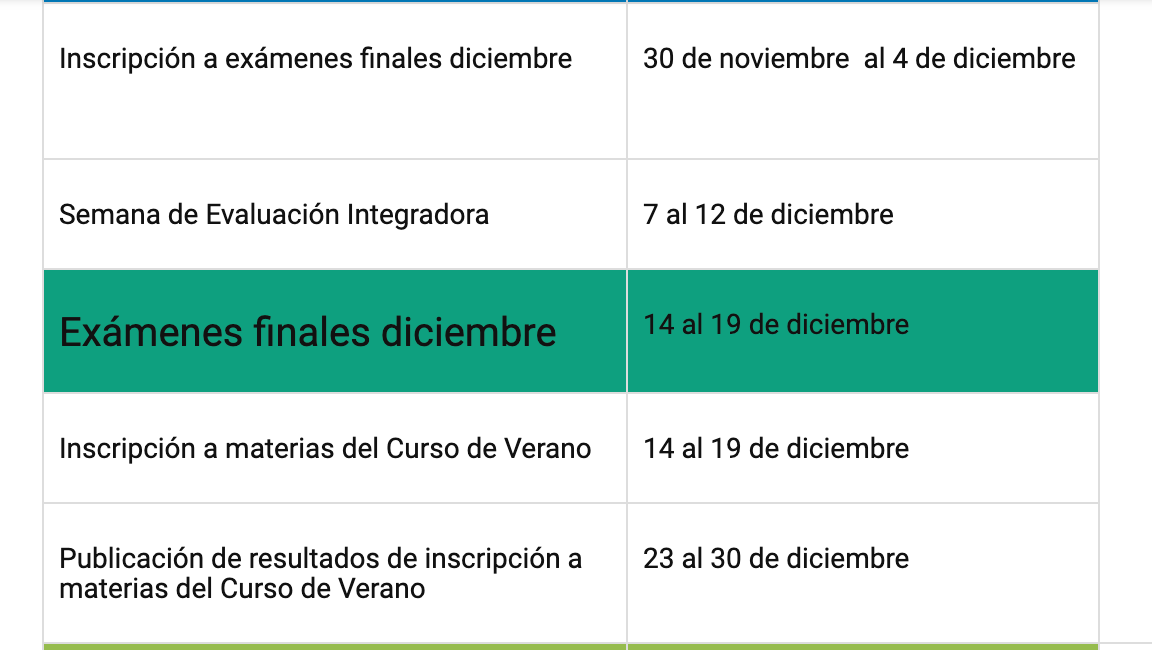 Inscripción a exámenes finales diciembre
30 de noviembre  al 4 de diciembre
Semana de Evaluación Integradora
7 al 12 de diciembre
Exámenes finales diciembre
14 al 19 de diciembre
Inscripción a materias del Curso de Verano
14 al 19 de diciembre
Publicación de resultados de inscripción a
materias del Curso de Verano
23 al 30 de diciembre